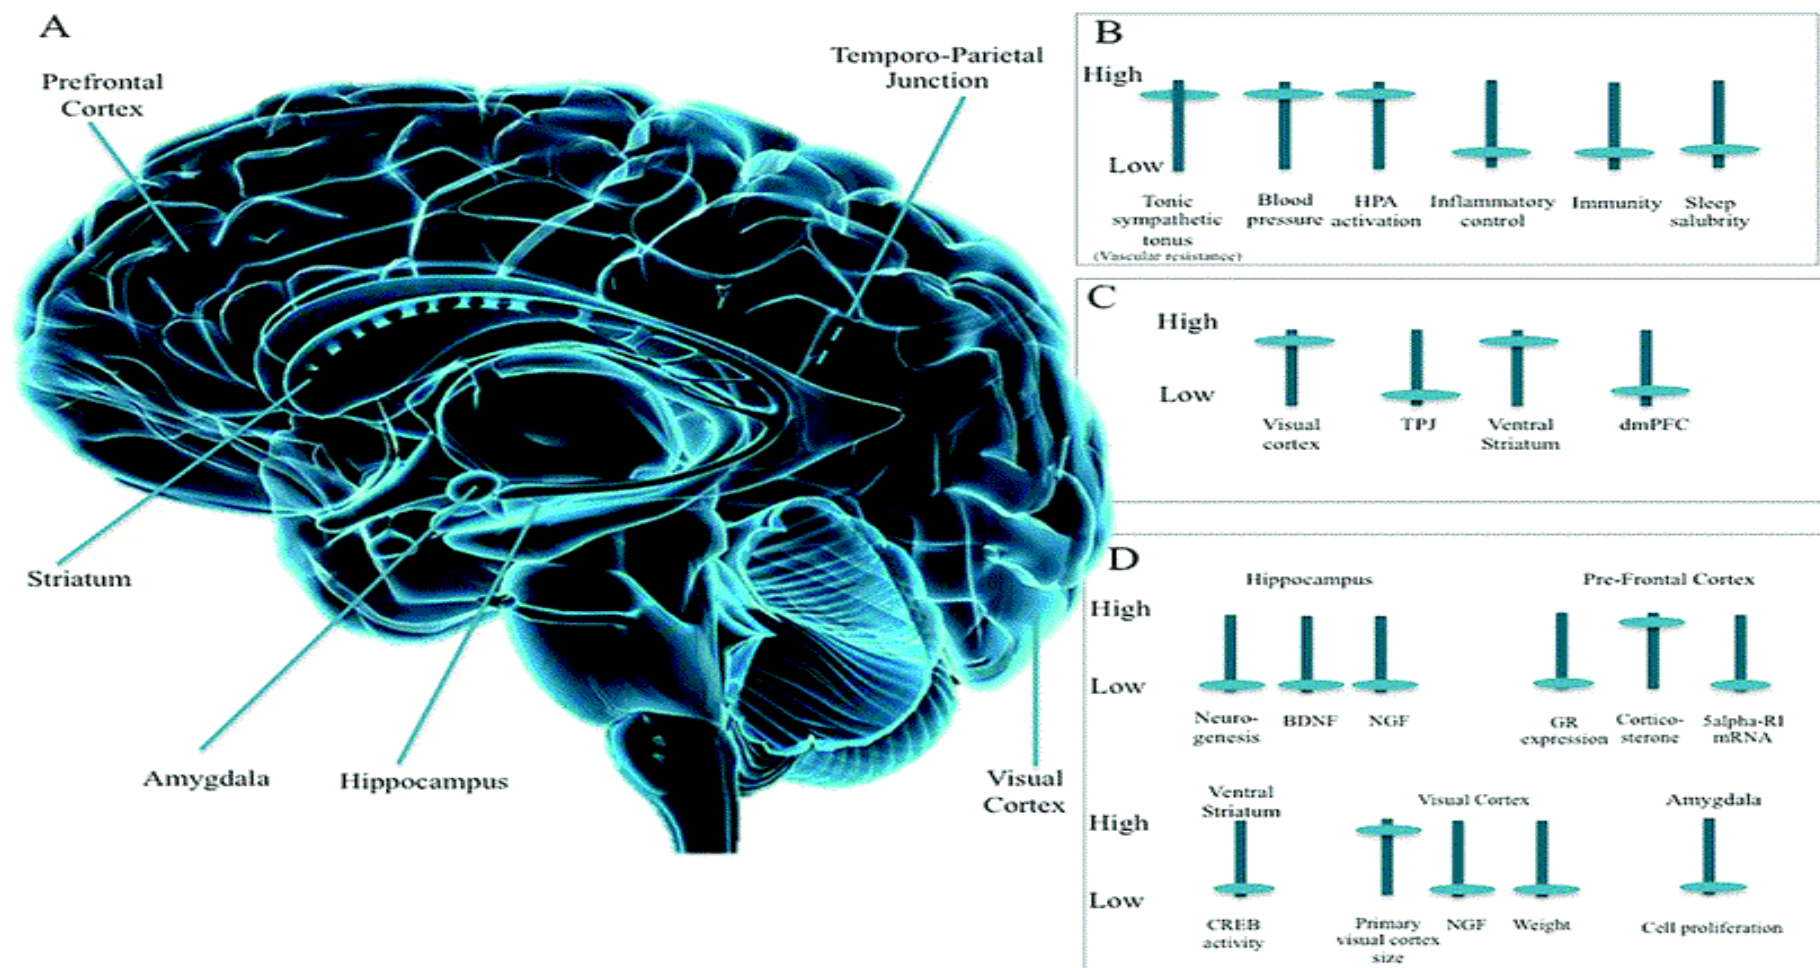 A
Prefrontal
Cortex
Temporo-Parietal
Junction
Striatum
Amygdala
Hippocampus
Visual
Cortex
B
High
Low
Tonic
sympathetic
tonus
(Vascular resistance)
Blood
pressure
HPA
activation
Inflammatory
control
Immunity
Sleep
salubrity
C
High
Low
Visual
cortex
TPJ
Ventral
Striatum
dmPFC
D
Hippocampus
Pre-Frontal Cortex
High
Low
Neuro-
genesis
BDNF
NGF
GR
expression
Cortico-
sterone
5alpha-RI
mRNA
Ventral
Striatum
Visual Cortex
Amygdala
High
Low
CREB
activity
Primary
visual cortex
size
NGF
Weight
Cell proliferation